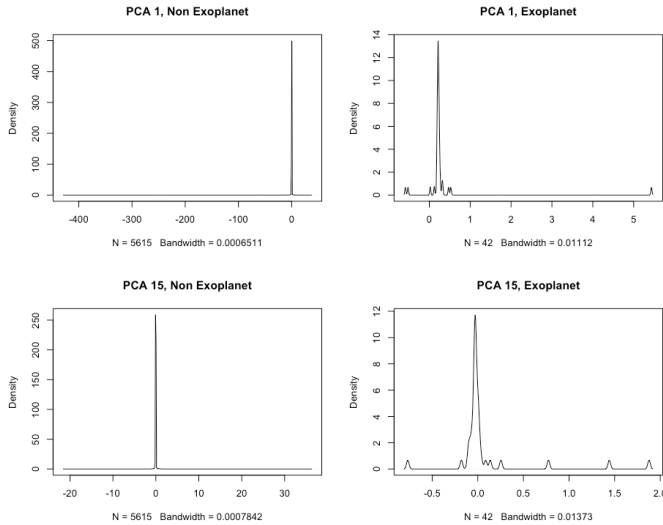 PCA 1, Non Exoplanet
Density
0 100 200 300 400 500
-400 -300 -200 -100 0
N = 5615 Bandwidth = 0.0006511
PCA 1, Exoplanet
Density
0 2 4 6 8 10 12 14
0 1 2 3 4 5
N = 42 Bandwidth = 0.01112
PCA 15, Non Exoplanet
Density
0 50 100 150 200 250
-20 -10 0 10 20 30
N = 5615 Bandwidth = 0.0007842
PCA 15, Exoplanet
Density
0 2 4 6 8 10 12
-0.5 0.0 0.5 1.0 1.5 2.0
N = 42 Bandwidth = 0.01373